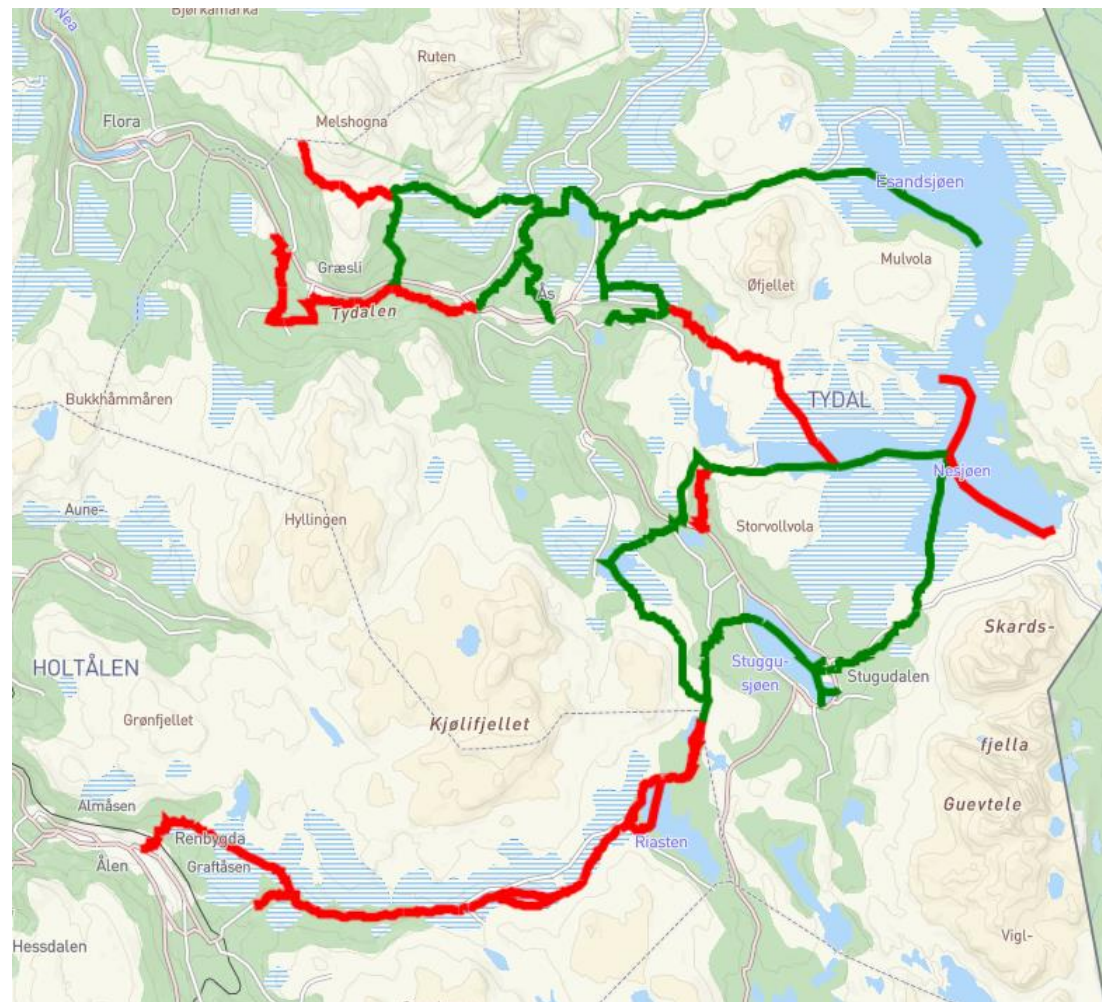 Nea
Ruten
Flora
Melshogna
Esandsjøen
Græsli
Mulvola
Øfjellet
Ås
Tydalen
TYDAL
Bukkhåmmåren
Nesjøen
Aune-
Hyllingen
Storvollvola
Skards-
HOLTÅLEN
Stuggu-
sjøen
Stugudalen
Grønfjellet
Kjølifjellet
fjella
Guevtele
Almåsen
Renbygda
Riasten
Ålen
Graftåsen
Hessdalen
Vigl-